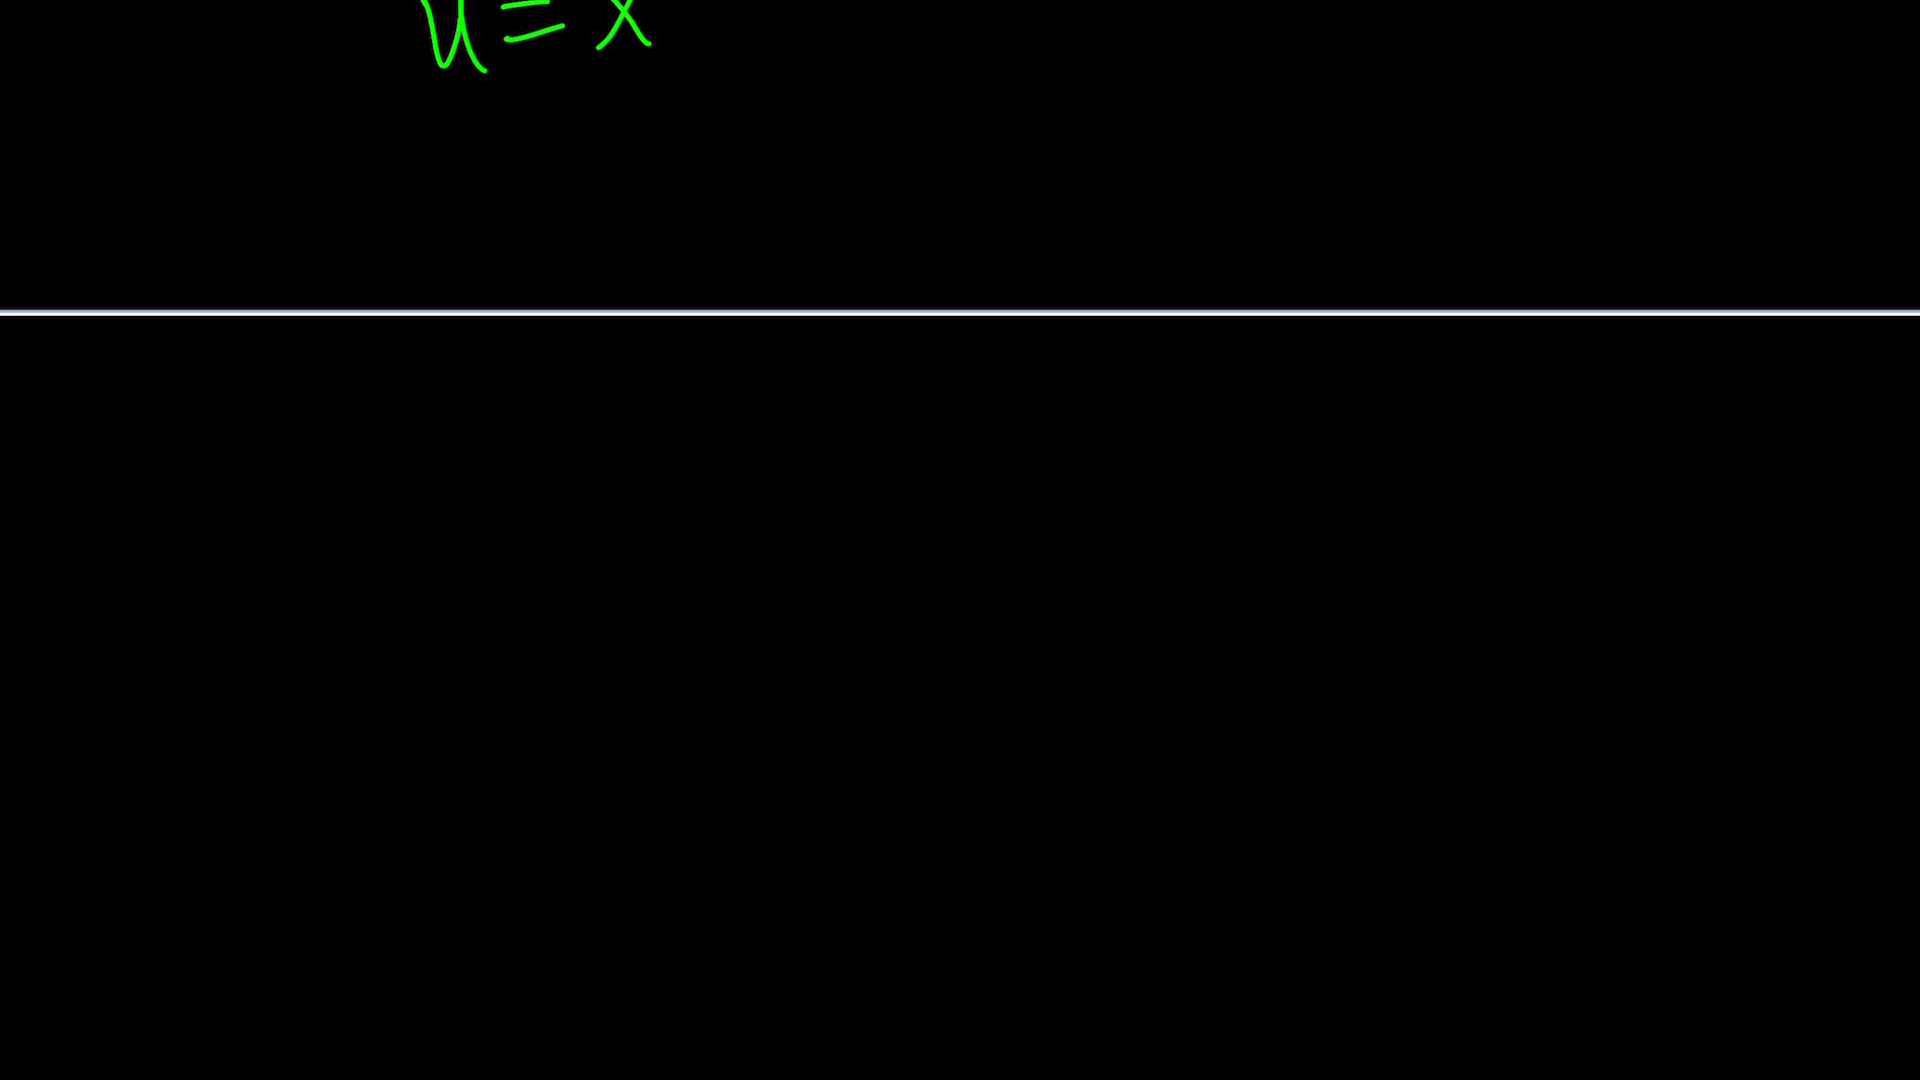 u = x